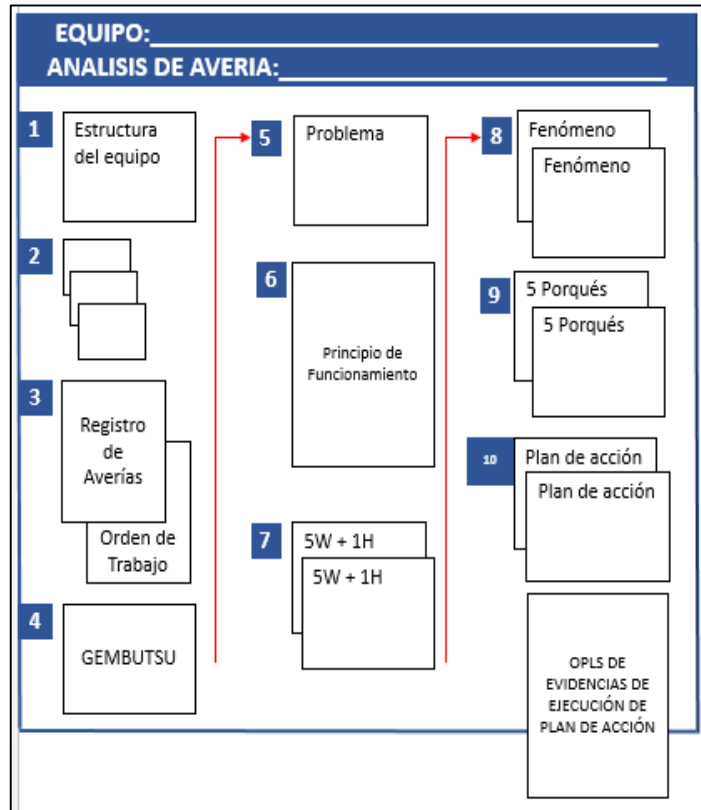 EQUIPO:
ANALISIS DE AVERIA:
1
Estructura
del equipo
2
3
Registro
de
Averías
Orden de
Trabajo
4
GEMBUTSU
5
Problema
6
Principio de
Funcionamiento
7
5W + 1H
5W + 1H
8
Fenómeno
Fenómeno
9
5 Porqués
5 Porqués
10
Plan de acción
Plan de acción
OPLS DE
EVIDENCIAS DE
EJECUCIÓN DE
PLAN DE ACCIÓN